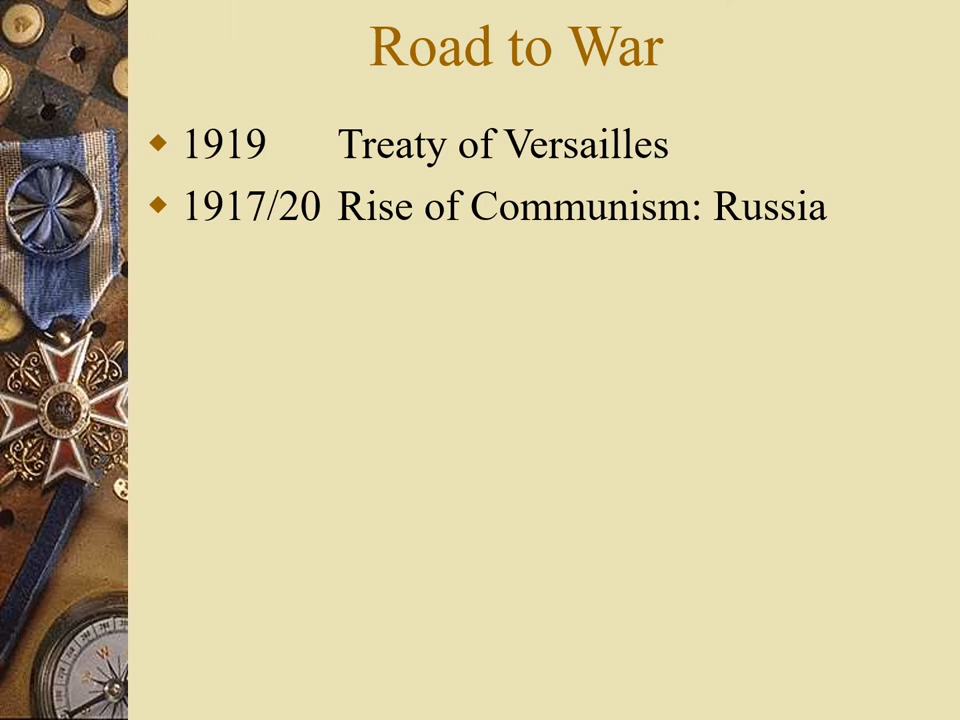 Road to War
1919 Treaty of Versailles
1917/20 Rise of Communism: Russia
W